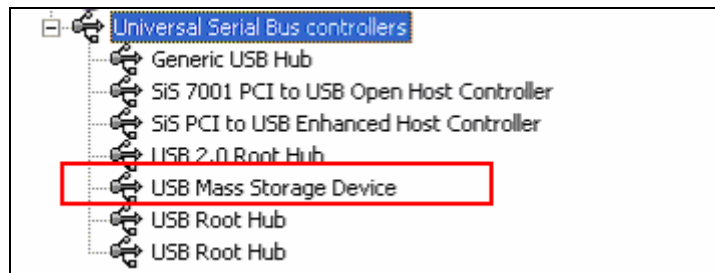 Universal Serial Bus controllers
Generic USB Hub
SiS 7001 PCI to USB Open Host Controller
SiS PCI to USB Enhanced Host Controller
USB 2.0 Root Hub
USB Mass Storage Device
USB Root Hub
USB Root Hub